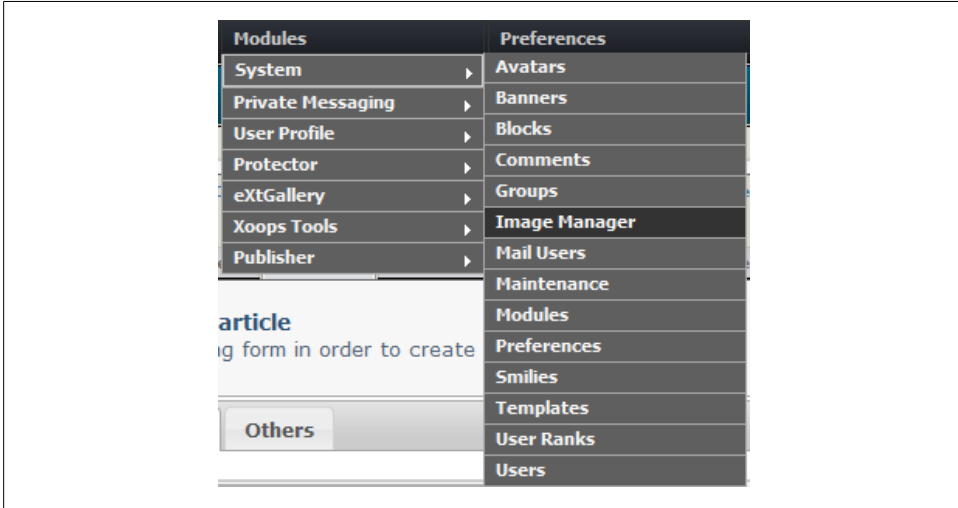 Modules
Preferences
System
Private Messaging
User Profile
Protector
eXtGallery
Xoops Tools
Publisher
Avatars
Banners
Blocks
Comments
Groups
Image Manager
Mail Users
Maintenance
Modules
Preferences
Smilies
Templates
User Ranks
Users
article
form in order to create
Others